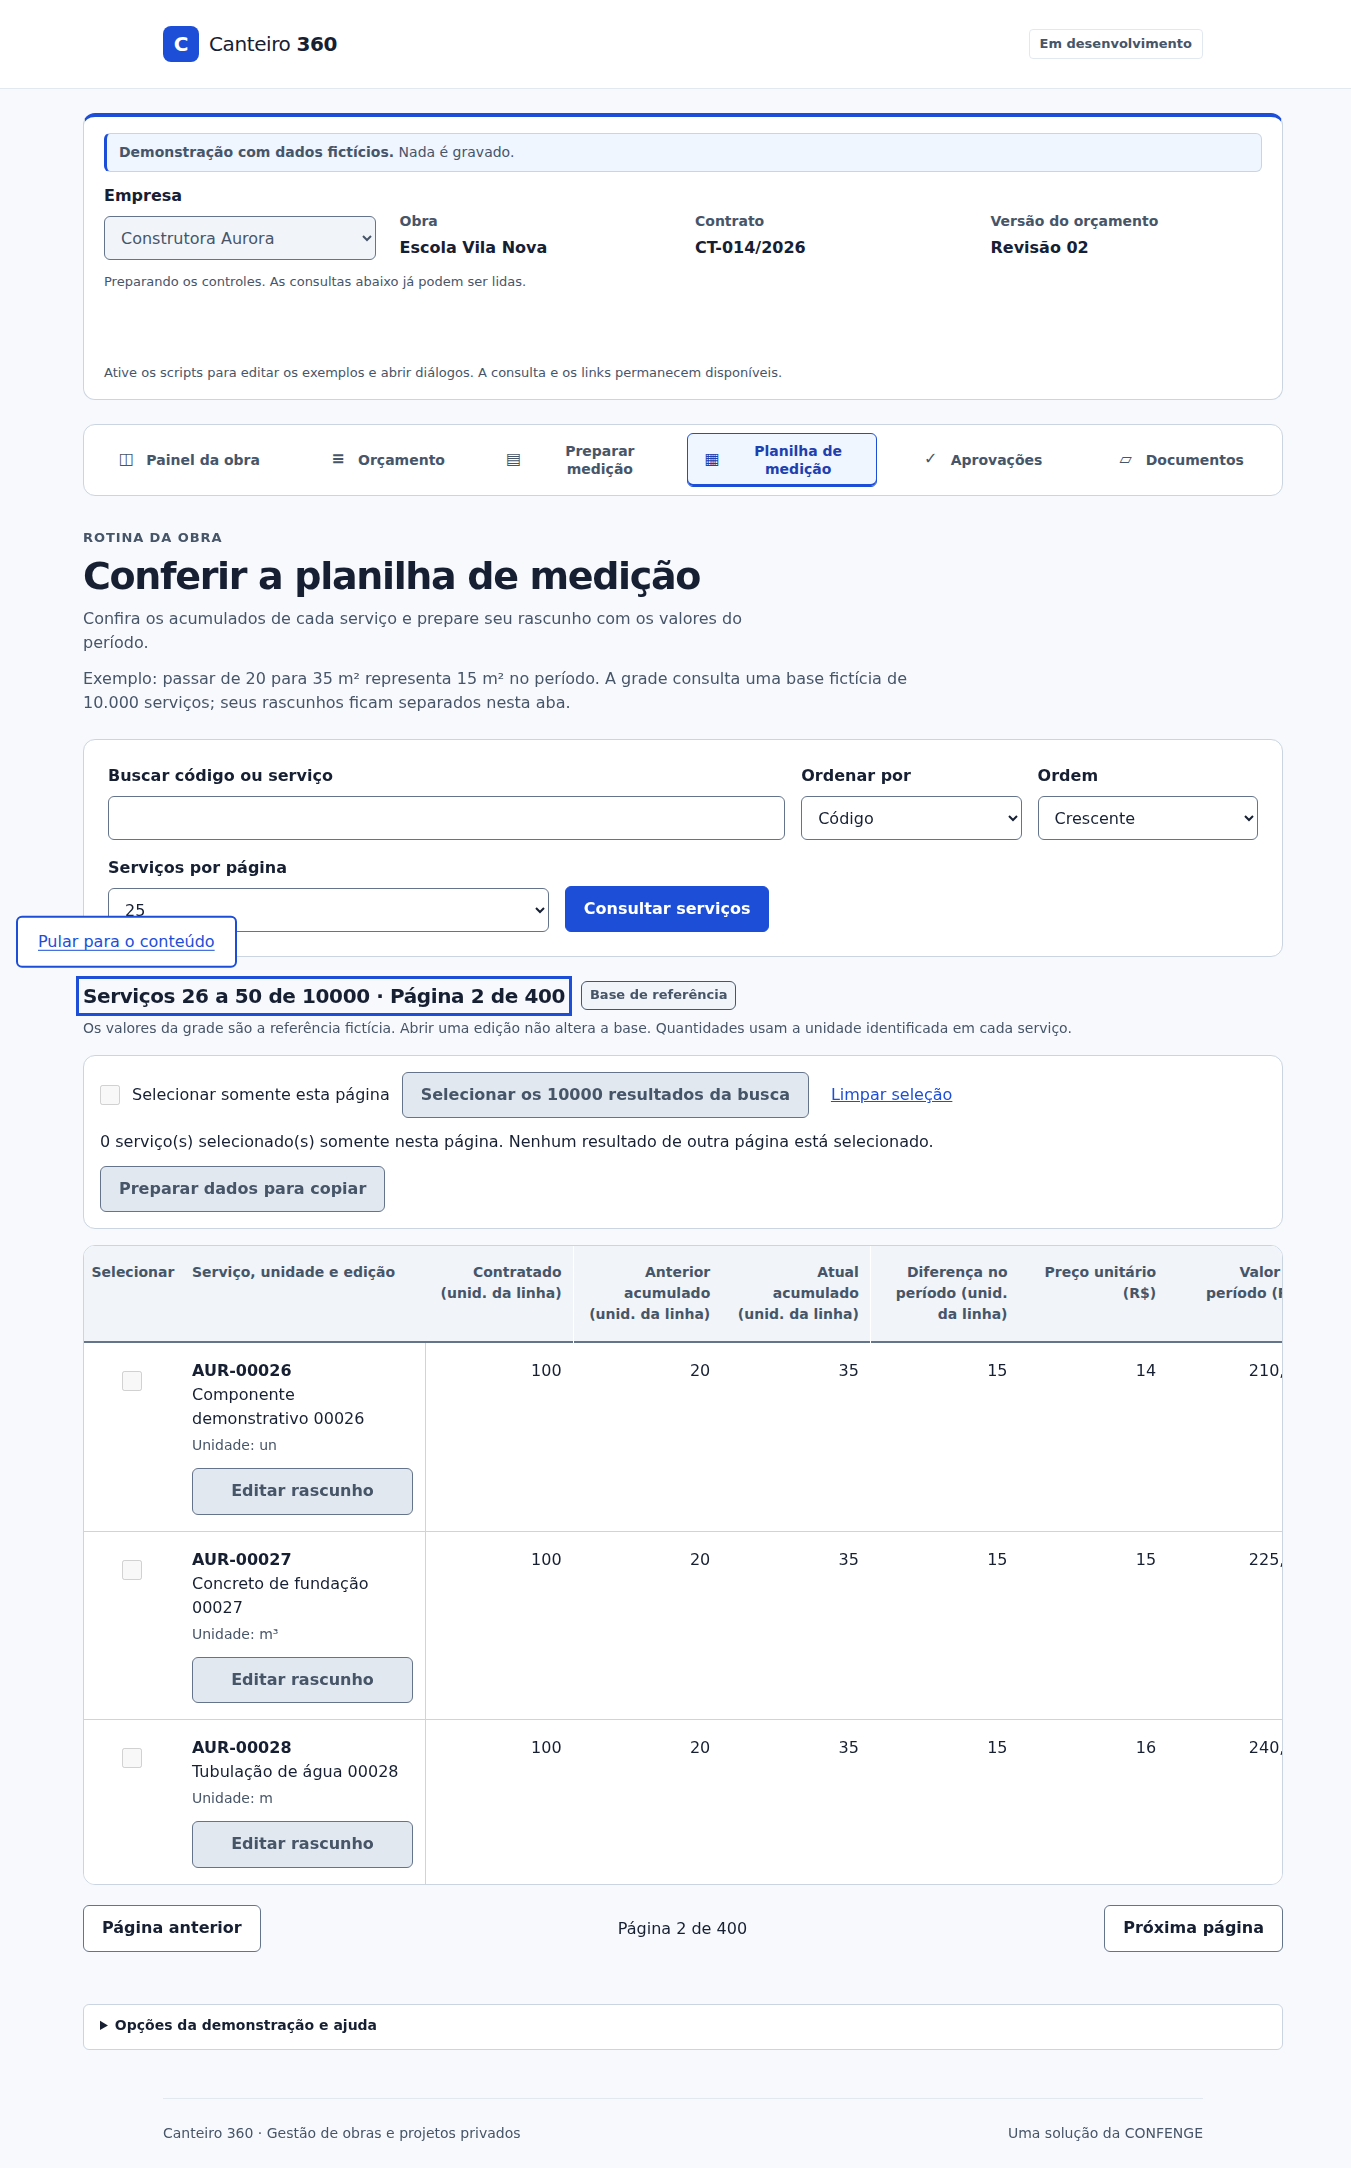 C Canteiro 360
Em desenvolvimento
Demonstração com dados fictícios. Nada é gravado.
Empresa
Construtora Aurora
Obra
Escola Vila Nova
Contrato
CT-014/2026
Versão do orçamento
Revisão 02
Preparando os controles. As consultas abaixo já podem ser lidas.
Ative os scripts para editar os exemplos e abrir diálogos. A consulta e os links permanecem disponíveis.
Painel da obra
Orçamento
Preparar
medição
Planilha de
medição
Aprovações
Documentos
ROTINA DA OBRA
Conferir a planilha de medição
Confira os acumulados de cada serviço e prepare seu rascunho com os valores do
período.
Exemplo: passar de 20 para 35 m² representa 15 m² no período. A grade consulta uma base fictícia de
10.000 serviços; seus rascunhos ficam separados nesta aba.
Buscar código ou serviço
Ordenar por
Código
Ordem
Crescente
Serviços por página
25
Consultar serviços
Pular para o conteúdo
Serviços 26 a 50 de 10000 · Página 2 de 400
Base de referência
Os valores da grade são a referência fictícia. Abrir uma edição não altera a base. Quantidades usam a unidade identificada em cada serviço.
Selecionar somente esta página
Selecionar os 10000 resultados da busca
Limpar seleção
0 serviço(s) selecionado(s) somente nesta página. Nenhum resultado de outra página está selecionado.
Preparar dados para copiar
Selecionar
Serviço, unidade e edição
Contratado
(unid. da linha)
Anterior
acumulado
(unid. da linha)
Atual
acumulado
(unid. da linha)
Diferença no
período (unid.
da linha)
Preço unitário
(R$)
Valor
período (
AUR-00026
Componente
demonstrativo 00026
Unidade: un
Editar rascunho
100 20 35 15 14 210,
AUR-00027
Concreto de fundação
00027
Unidade: m³
Editar rascunho
100 20 35 15 15 225,
AUR-00028
Tubulação de água 00028
Unidade: m
Editar rascunho
100 20 35 15 16 240,
Página anterior
Página 2 de 400
Próxima página
Opções da demonstração e ajuda
Canteiro 360 · Gestão de obras e projetos privados
Uma solução da CONFENGE